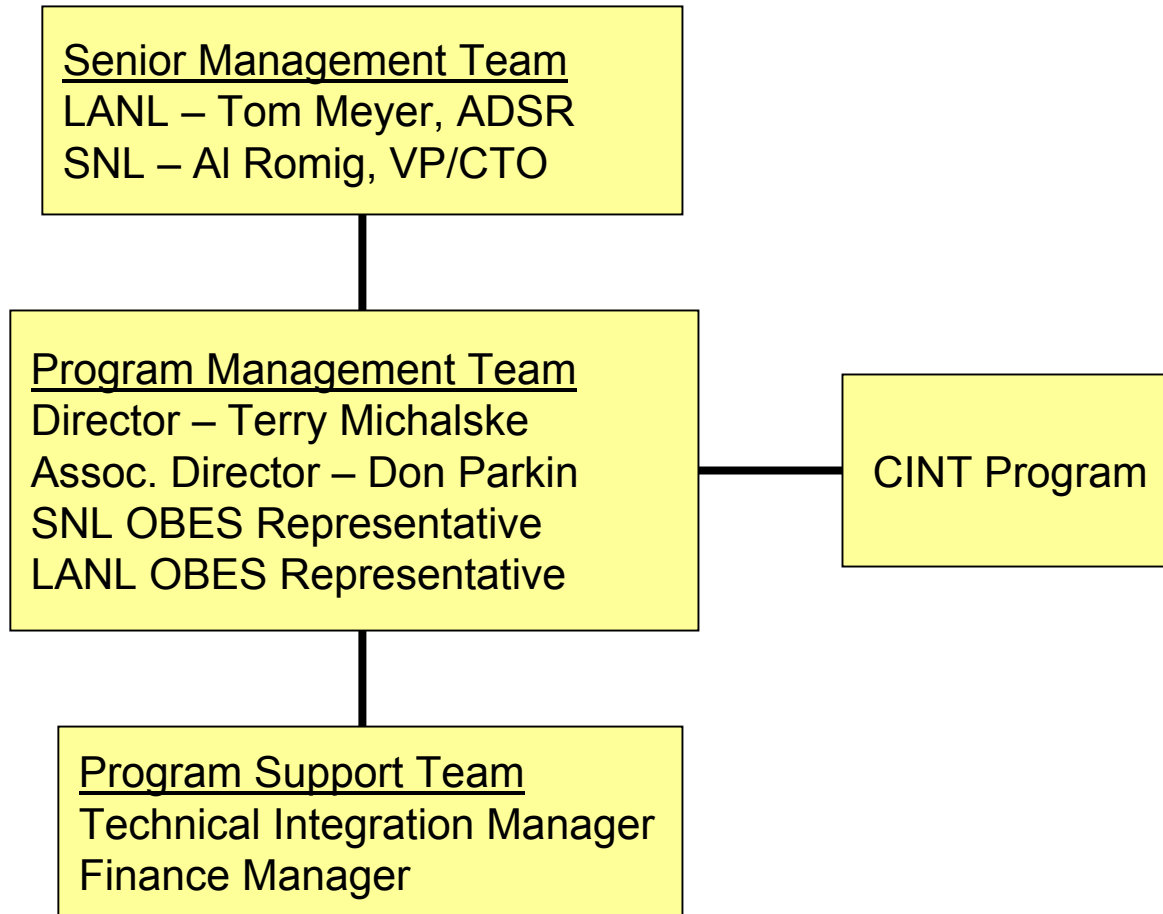 Senior Management Team
LANL – Tom Meyer, ADSR
SNL – Al Romig, VP/CTO
Program Management Team
Director – Terry Michalske
Assoc. Director – Don Parkin
SNL OBES Representative
LANL OBES Representative
CINT Program
Program Support Team
Technical Integration Manager
Finance Manager